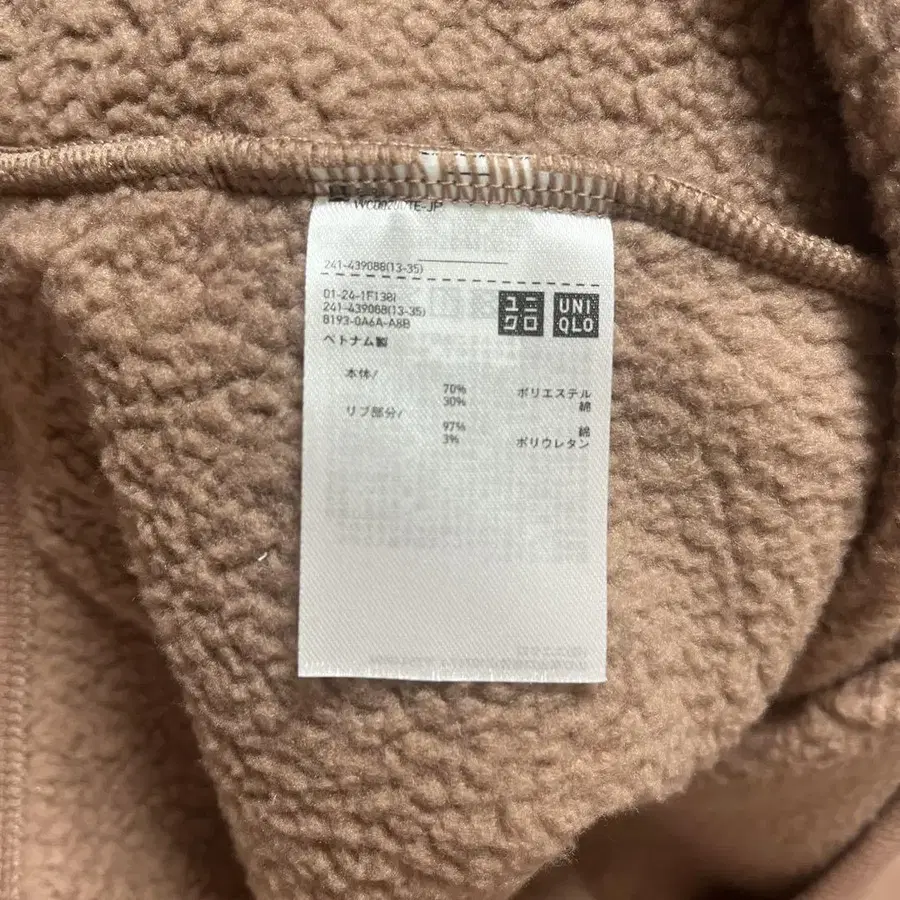 241-439088(13-35)
01-24-1F138I
241-439088(13-35)
8193-0A6A-A8B
ユニクロ
UNIQLO
ベトナム製
本体/
70% ポリエステル
30% 綿
リブ部分/
97% 綿
3% ポリウレタン